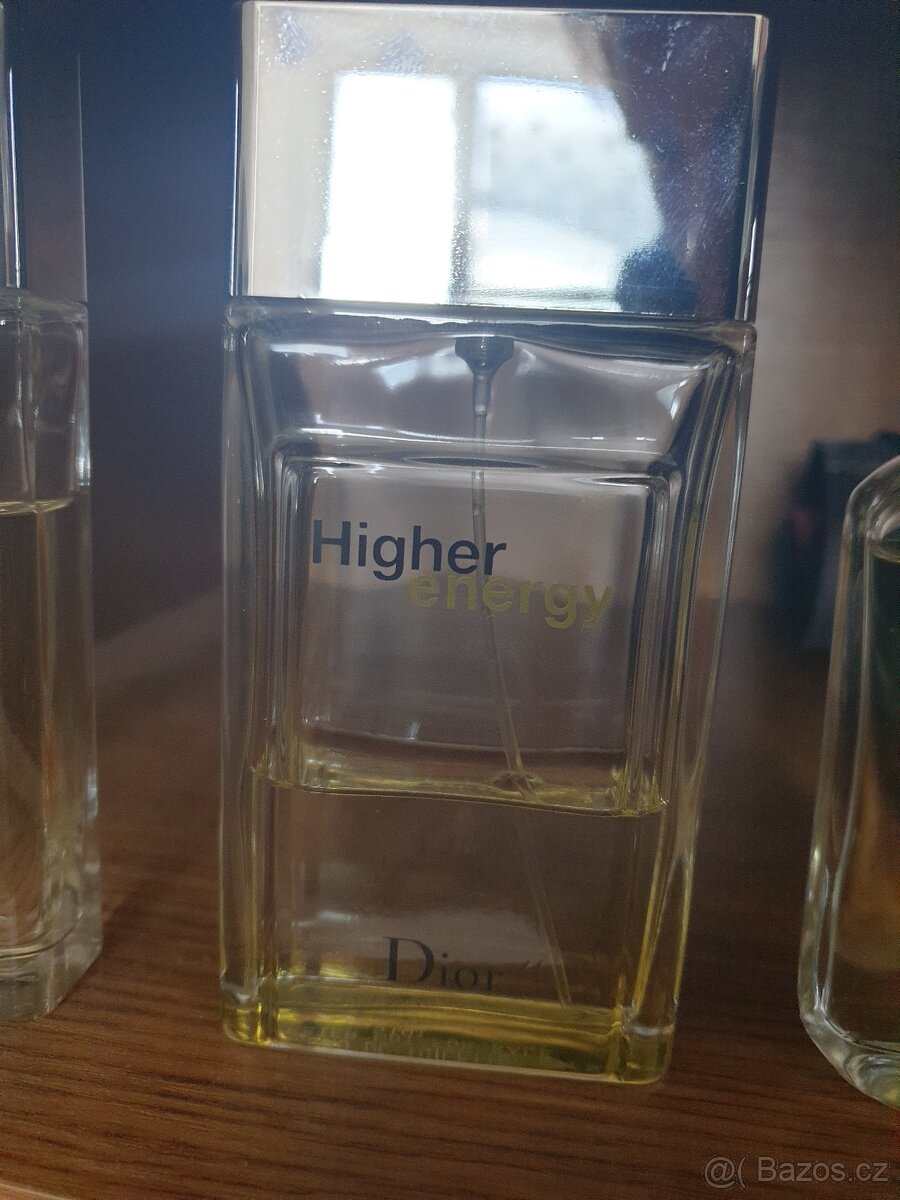 Higher
energy
Dior
@( Bazos.cz